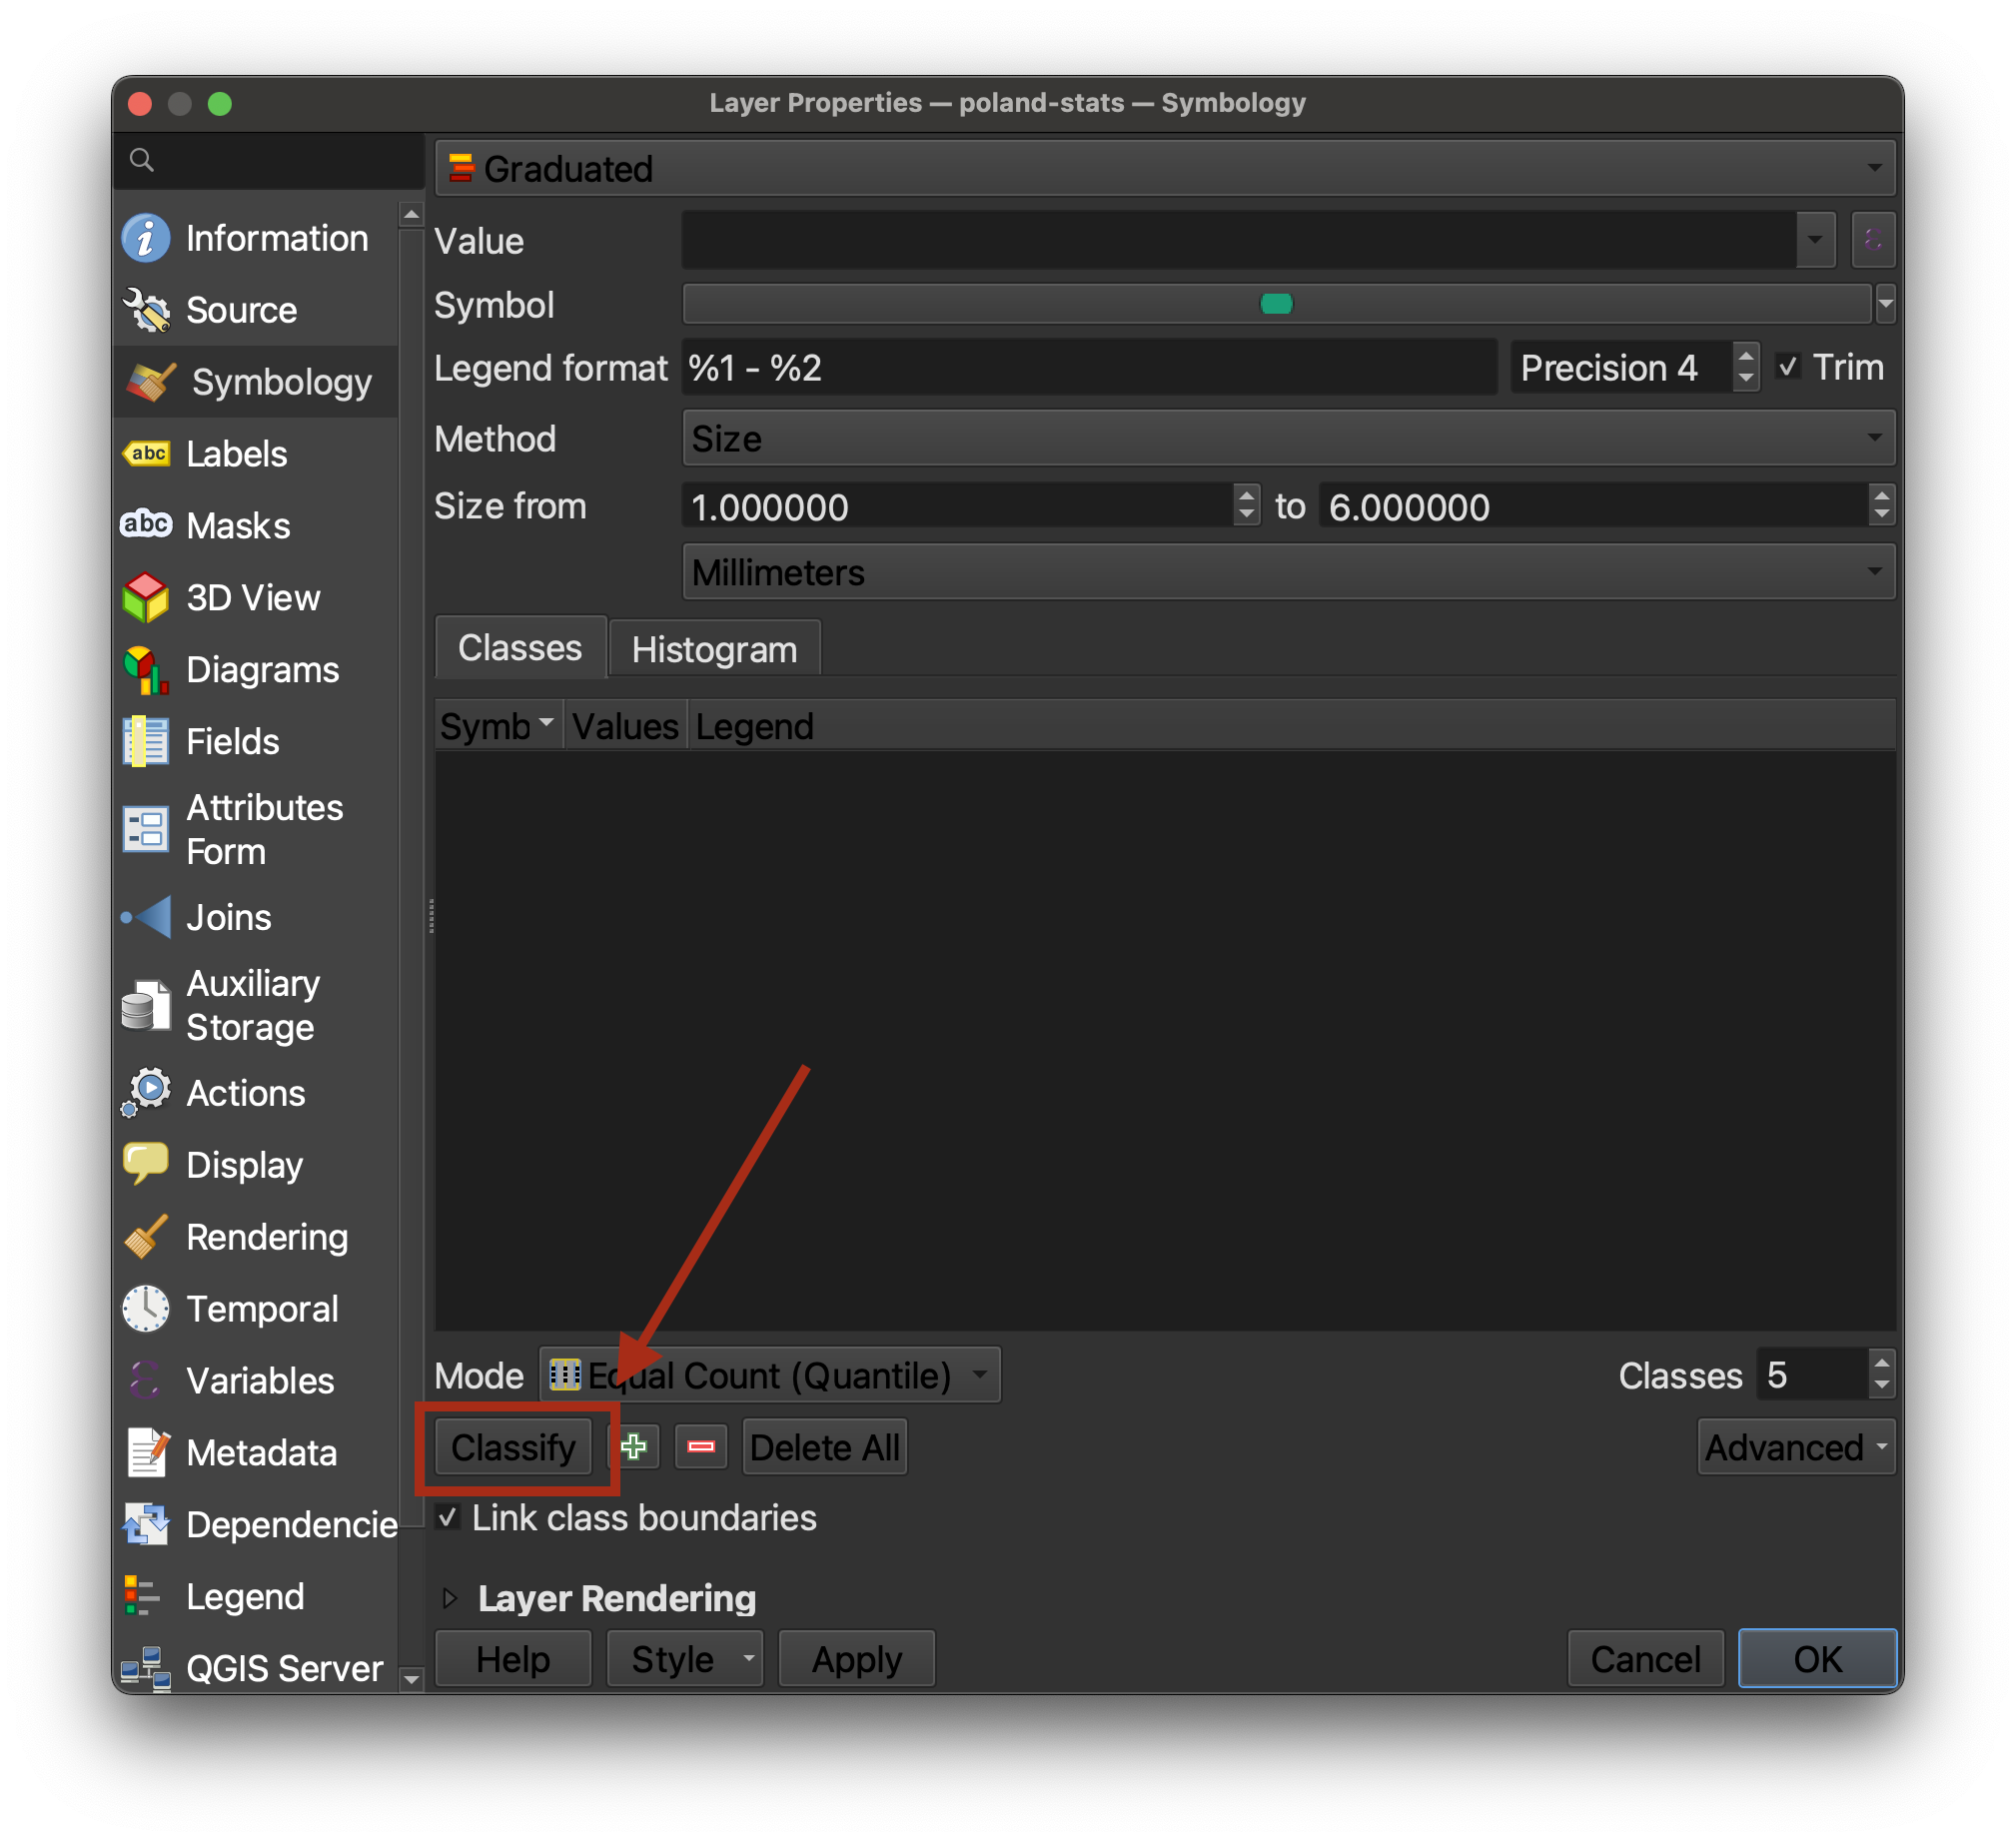 Layer Properties — poland-stats — Symbology
Information
Source
Symbology
abc Labels
abc Masks
3D View
Diagrams
Fields
Attributes
Form
Joins
Auxiliary
Storage
Actions
Display
Rendering
Temporal
Variables
Metadata
Dependencie
Legend
QGIS Server
Graduated
Value
Symbol
Legend format %1 - %2 Precision 4 Trim
Method Size
Size from 1.000000 to 6.000000
Millimeters
Classes Histogram
Symb Values Legend
Mode Equal Count (Quantile) Classes 5
Classify Delete All Advanced
Link class boundaries
Layer Rendering
Help Style Apply Cancel OK